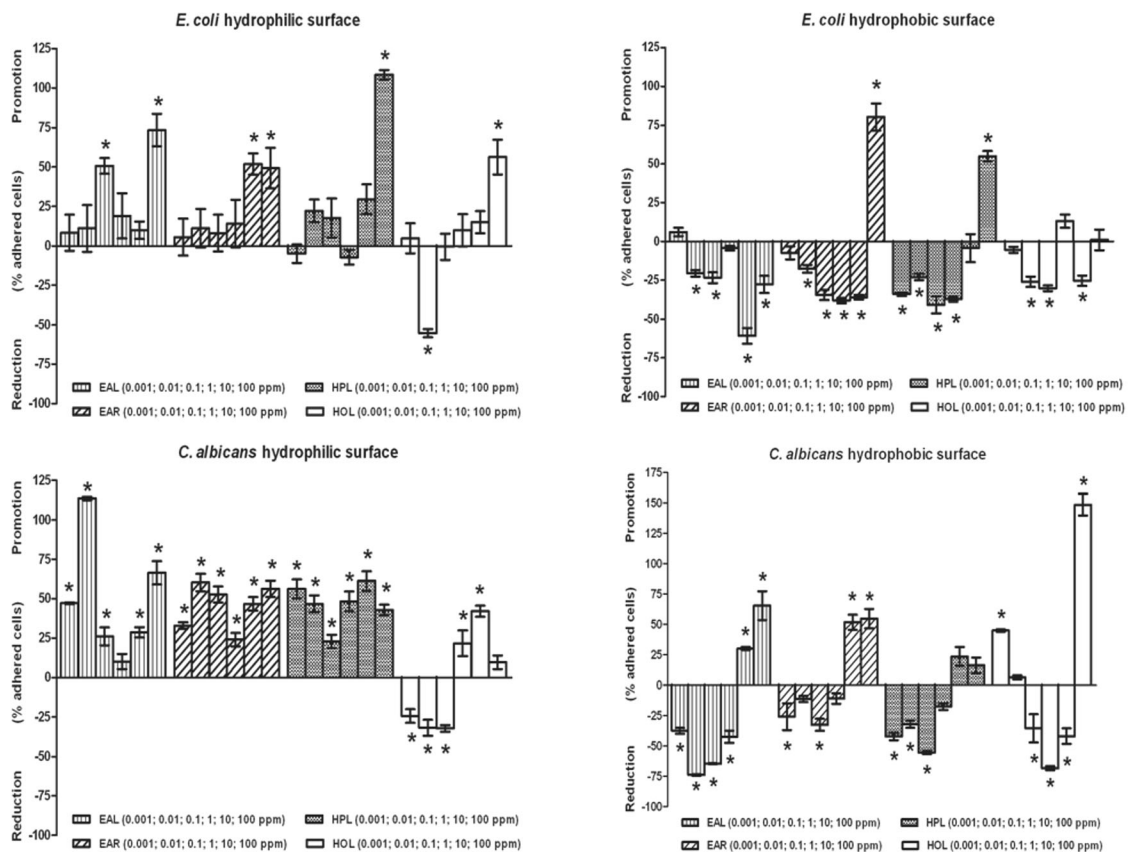 E. coli hydrophilic surface
Promotion
(% adhered cells)
Reduction
125
100
75
50
25
0
-25
-50
-75
-100
* * * * * * *
EAL (0.001; 0.01; 0.1; 1; 10; 100 ppm)
HPL (0.001; 0.01; 0.1; 1; 10; 100 ppm)
EAR (0.001; 0.01; 0.1; 1; 10; 100 ppm)
HOL (0.001; 0.01; 0.1; 1; 10; 100 ppm)
E. coli hydrophobic surface
Promotion
(% adhered cells)
Reduction
125
100
75
50
25
0
-25
-50
-75
-100
* * * * * * * * * * * * * * * * *
EAL (0.001; 0.01; 0.1; 1; 10; 100 ppm)
HPL (0.001; 0.01; 0.1; 1; 10; 100 ppm)
EAR (0.001; 0.01; 0.1; 1; 10; 100 ppm)
HOL (0.001; 0.01; 0.1; 1; 10; 100 ppm)
C. albicans hydrophilic surface
Promotion
(% adhered cells)
Reduction
125
100
75
50
25
0
-25
-50
-75
-100
* * * * * * * * * * * * * * * * * * * * * *
EAL (0.001; 0.01; 0.1; 1; 10; 100 ppm)
HPL (0.001; 0.01; 0.1; 1; 10; 100 ppm)
EAR (0.001; 0.01; 0.1; 1; 10; 100 ppm)
HOL (0.001; 0.01; 0.1; 1; 10; 100 ppm)
C. albicans hydrophobic surface
Promotion
(% adhered cells)
Reduction
175
150
125
100
75
50
25
0
-25
-50
-75
-100
* * * * * * * * * * * * * * * * * *
EAL (0.001; 0.01; 0.1; 1; 10; 100 ppm)
HPL (0.001; 0.01; 0.1; 1; 10; 100 ppm)
EAR (0.001; 0.01; 0.1; 1; 10; 100 ppm)
HOL (0.001; 0.01; 0.1; 1; 10; 100 ppm)